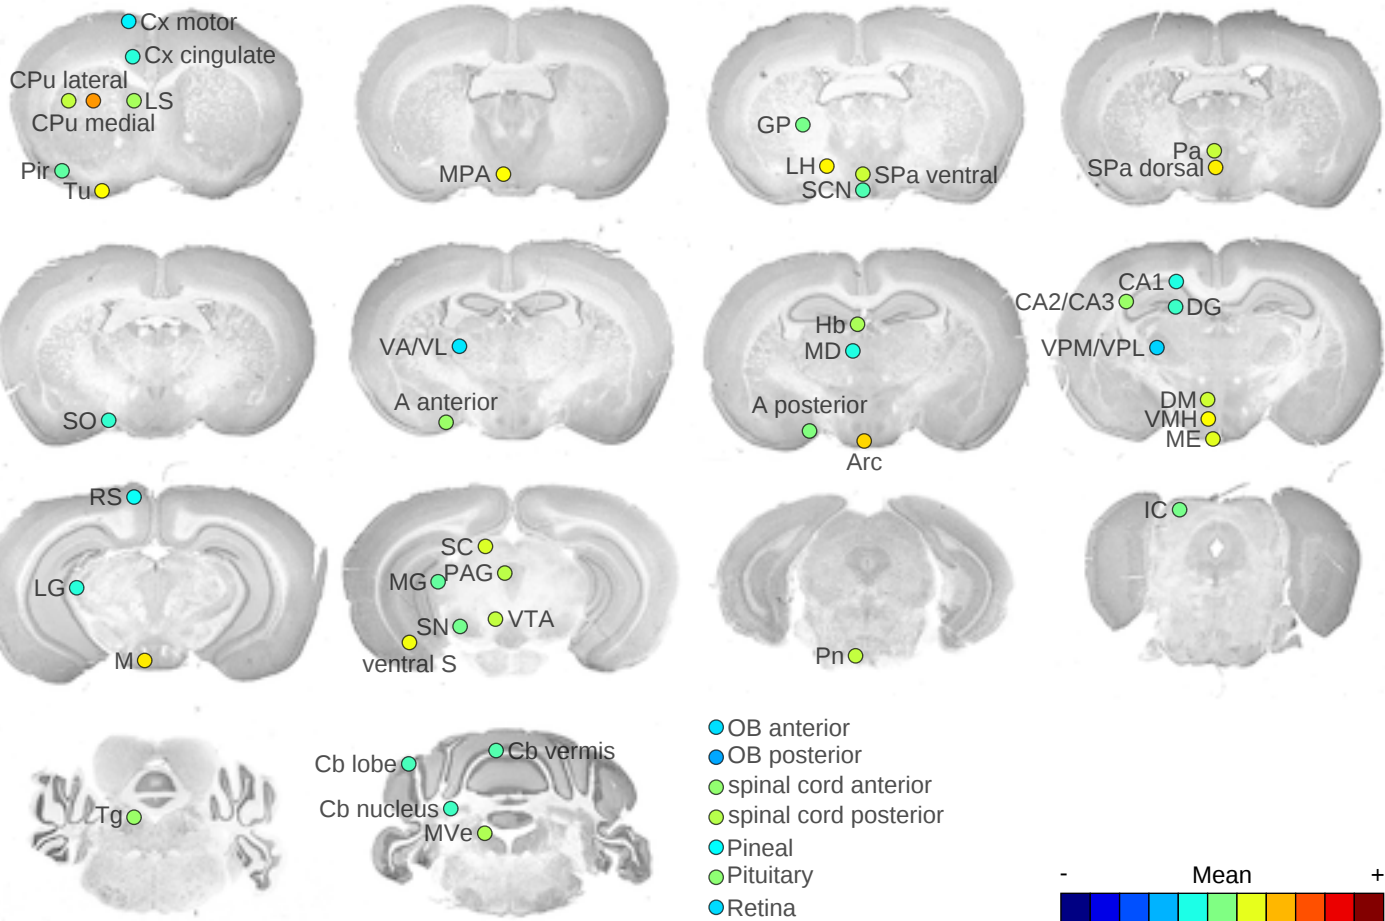 Cx motor
Cx cingulate
CPu lateral
LS
CPu medial
Pir
Tu
MPA
GP
LH
SPa ventral
SCN
Pa
SPa dorsal
SO
VA/VL
A anterior
Hb
MD
A posterior
Arc
CA1
CA2/CA3
DG
VPM/VPL
DM
VMH
ME
RS
LG
M
SC
MG
PAG
SN
VTA
ventral S
Pn
IC
Tg
Cb lobe
Cb vermis
Cb nucleus
MVe
OB anterior
OB posterior
spinal cord anterior
spinal cord posterior
Pineal
Pituitary
Retina
- Mean +